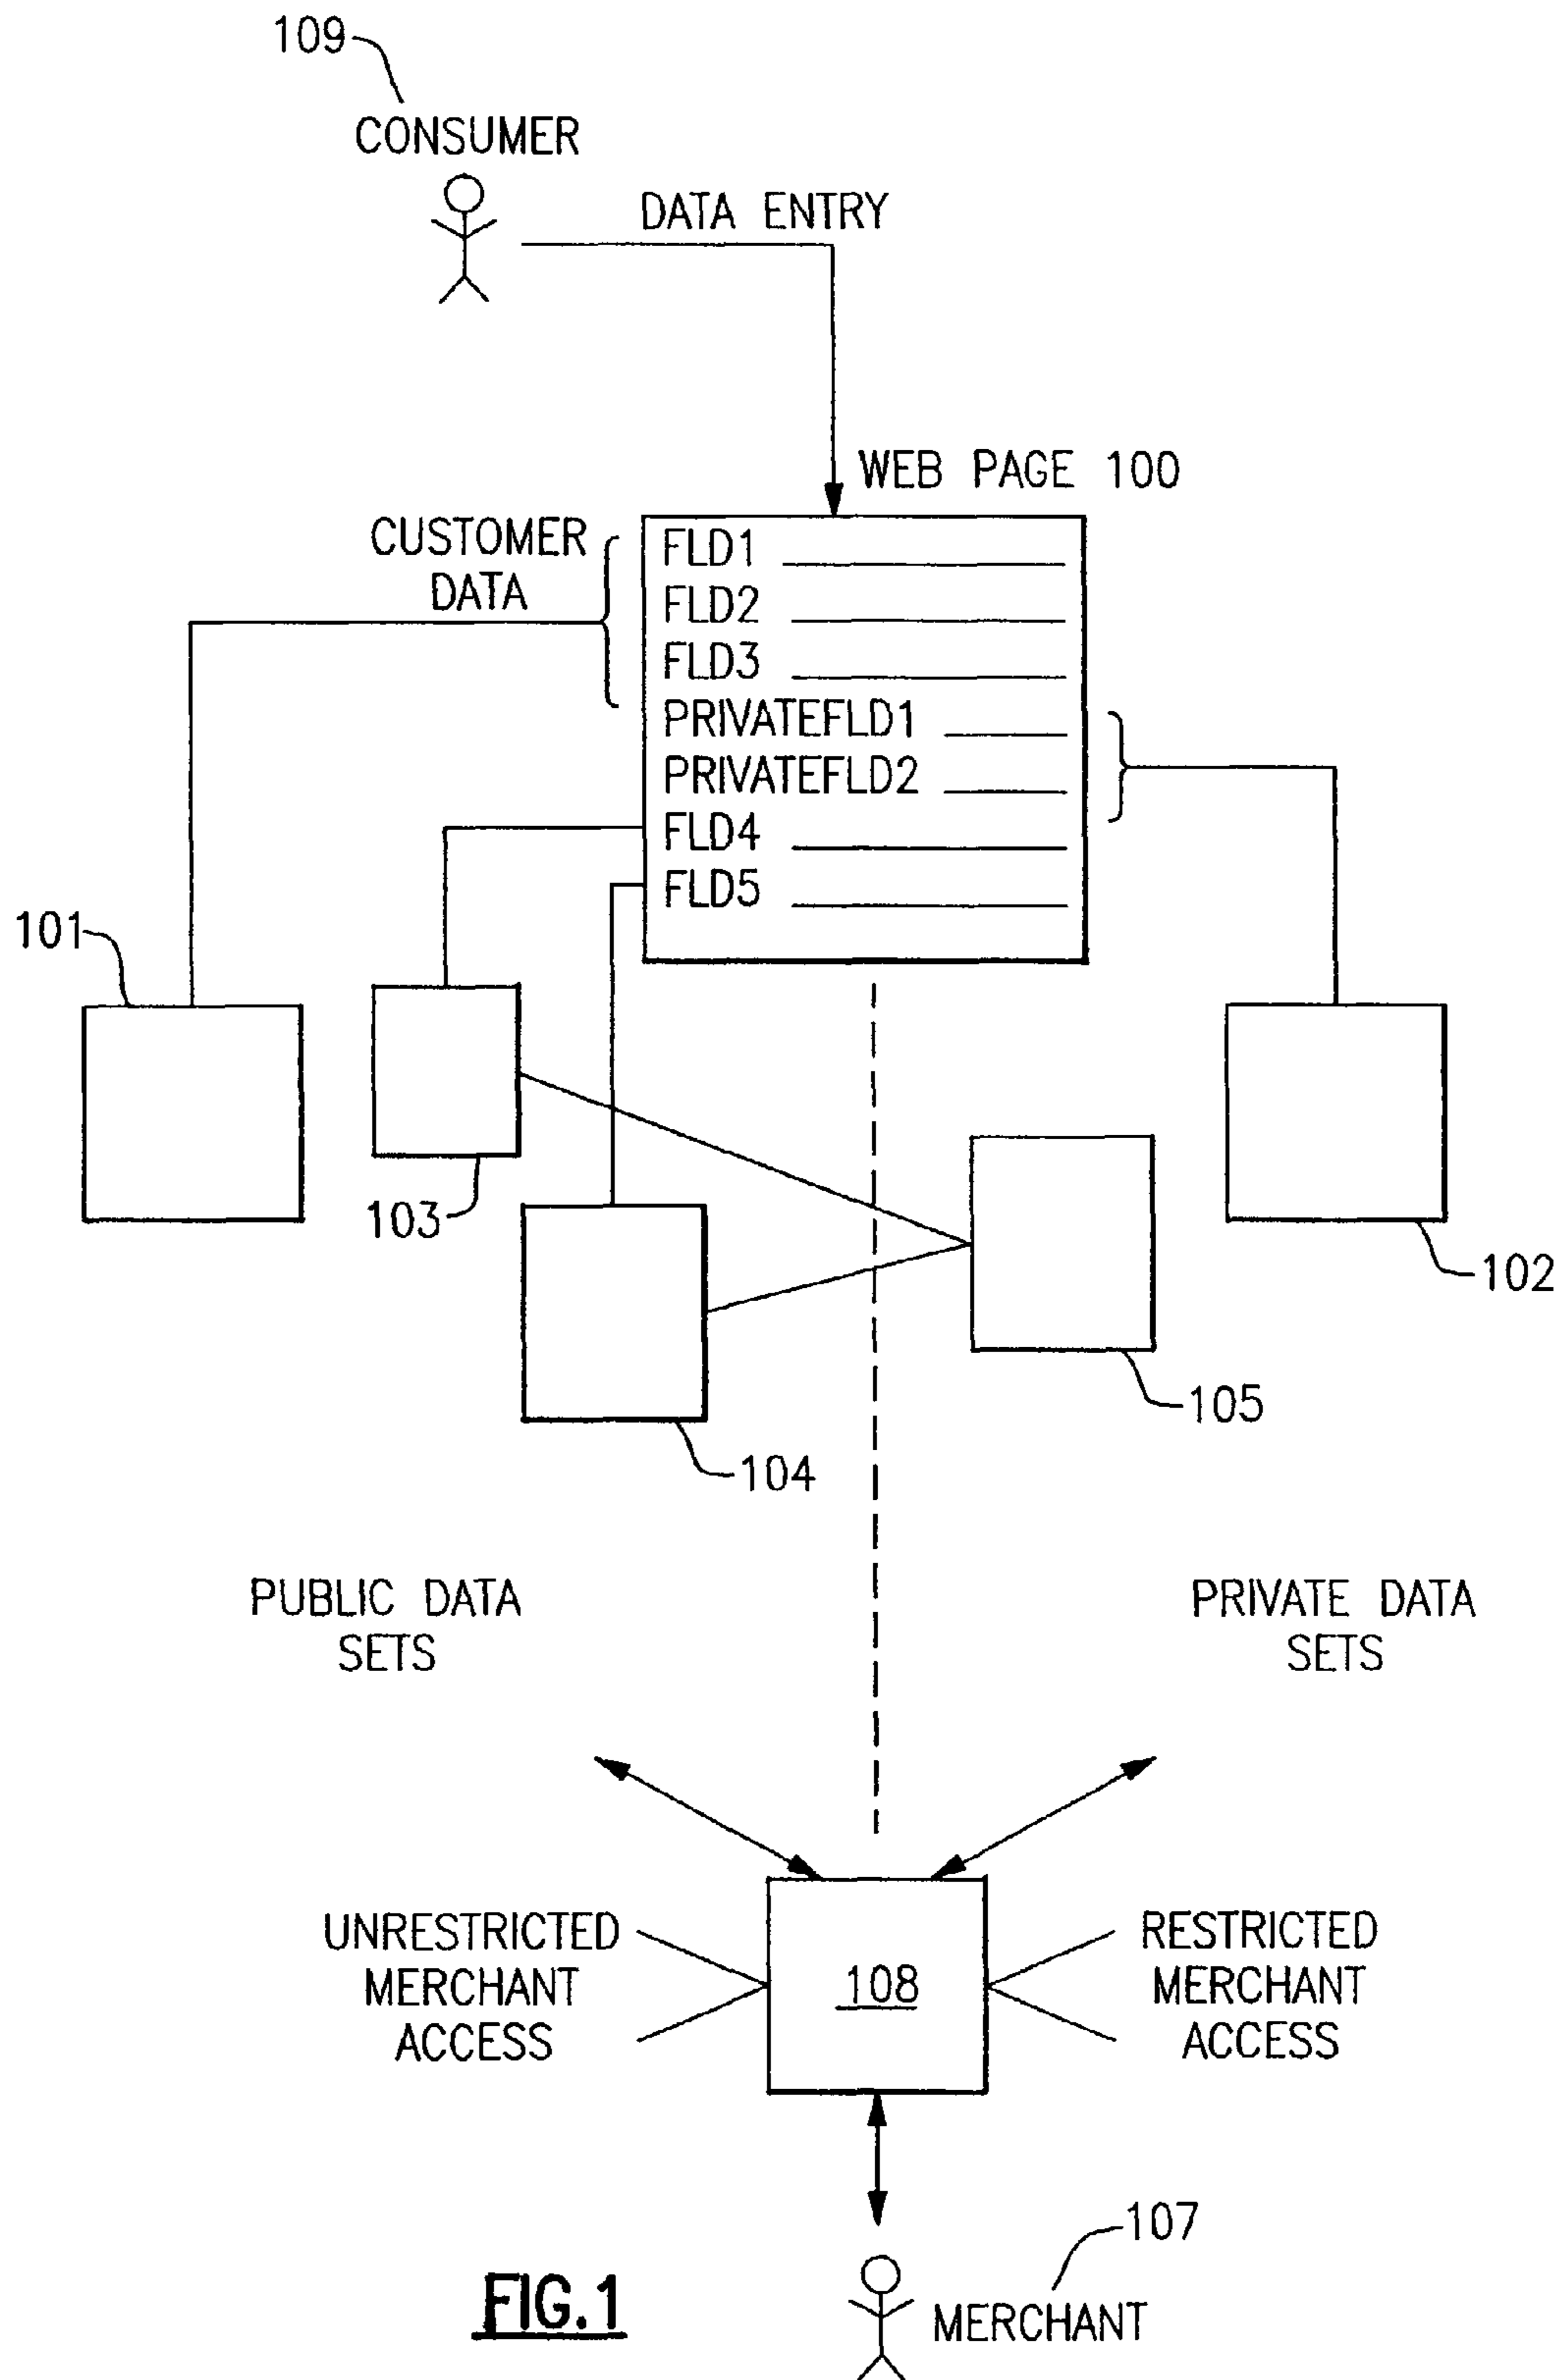 109
CONSUMER
DATA ENTRY
WEB PAGE 100
CUSTOMER
DATA
FLD1
FLD2
FLD3
PRIVATEFLD1
PRIVATEFLD2
FLD4
FLD5
101
103
102
105
104
PUBLIC DATA
SETS
PRIVATE DATA
SETS
UNRESTRICTED
MERCHANT
ACCESS
108
RESTRICTED
MERCHANT
ACCESS
107
MERCHANT
FIG.1